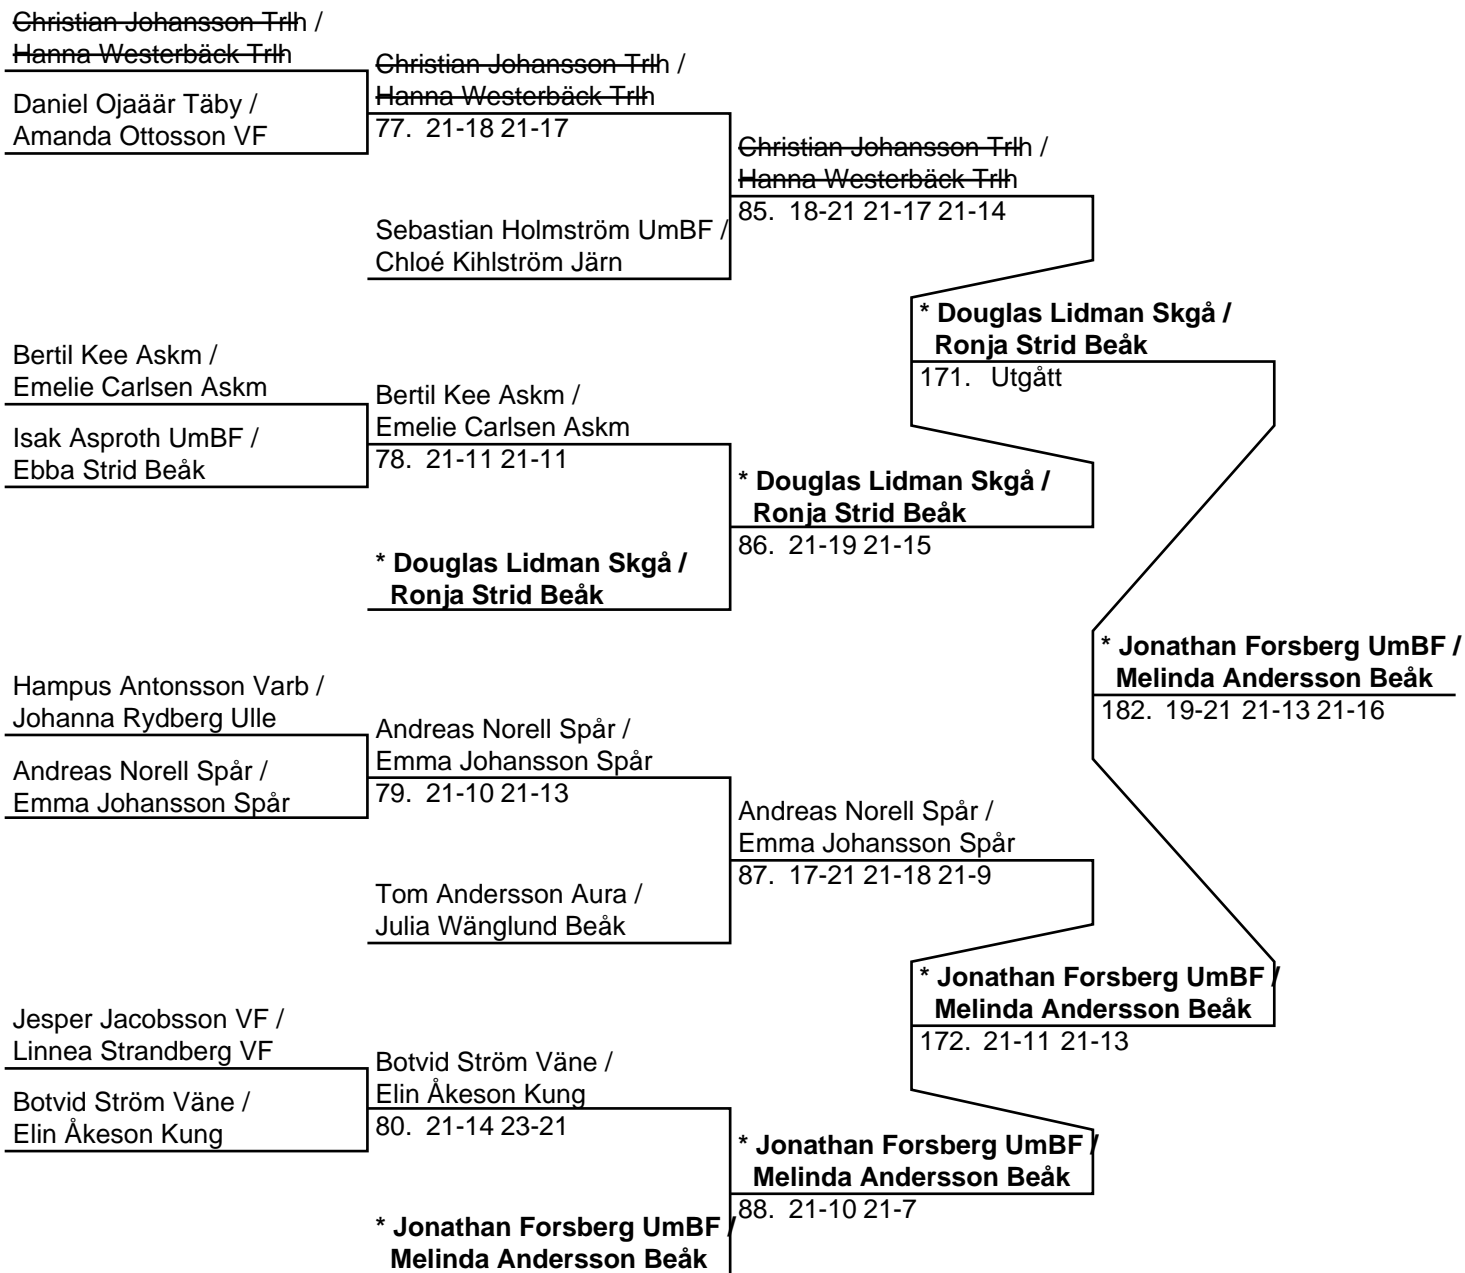 Christian Johansson Trlh /
Hanna Westerbäck Trlh
Daniel Ojaäär Täby /
Amanda Ottosson VF
Christian Johansson Trlh /
Hanna Westerbäck Trlh
77. 21-18 21-17
Sebastian Holmström UmBF /
Chloé Kihlström Järn
Christian Johansson Trlh /
Hanna Westerbäck Trlh
85. 18-21 21-17 21-14
Bertil Kee Askm /
Emelie Carlsen Askm
Isak Asproth UmBF /
Ebba Strid Beåk
Bertil Kee Askm /
Emelie Carlsen Askm
78. 21-11 21-11
* Douglas Lidman Skgå /
Ronja Strid Beåk
* Douglas Lidman Skgå /
Ronja Strid Beåk
86. 21-19 21-15
* Douglas Lidman Skgå /
Ronja Strid Beåk
171. Utgått
Hampus Antonsson Varb /
Johanna Rydberg Ulle
Andreas Norell Spår /
Emma Johansson Spår
Andreas Norell Spår /
Emma Johansson Spår
79. 21-10 21-13
Tom Andersson Aura /
Julia Wänglund Beåk
Andreas Norell Spår /
Emma Johansson Spår
87. 17-21 21-18 21-9
Jesper Jacobsson VF /
Linnea Strandberg VF
Botvid Ström Väne /
Elin Åkeson Kung
Botvid Ström Väne /
Elin Åkeson Kung
80. 21-14 23-21
* Jonathan Forsberg UmBF /
Melinda Andersson Beåk
* Jonathan Forsberg UmBF /
Melinda Andersson Beåk
88. 21-10 21-7
* Jonathan Forsberg UmBF /
Melinda Andersson Beåk
172. 21-11 21-13
* Jonathan Forsberg UmBF /
Melinda Andersson Beåk
182. 19-21 21-13 21-16